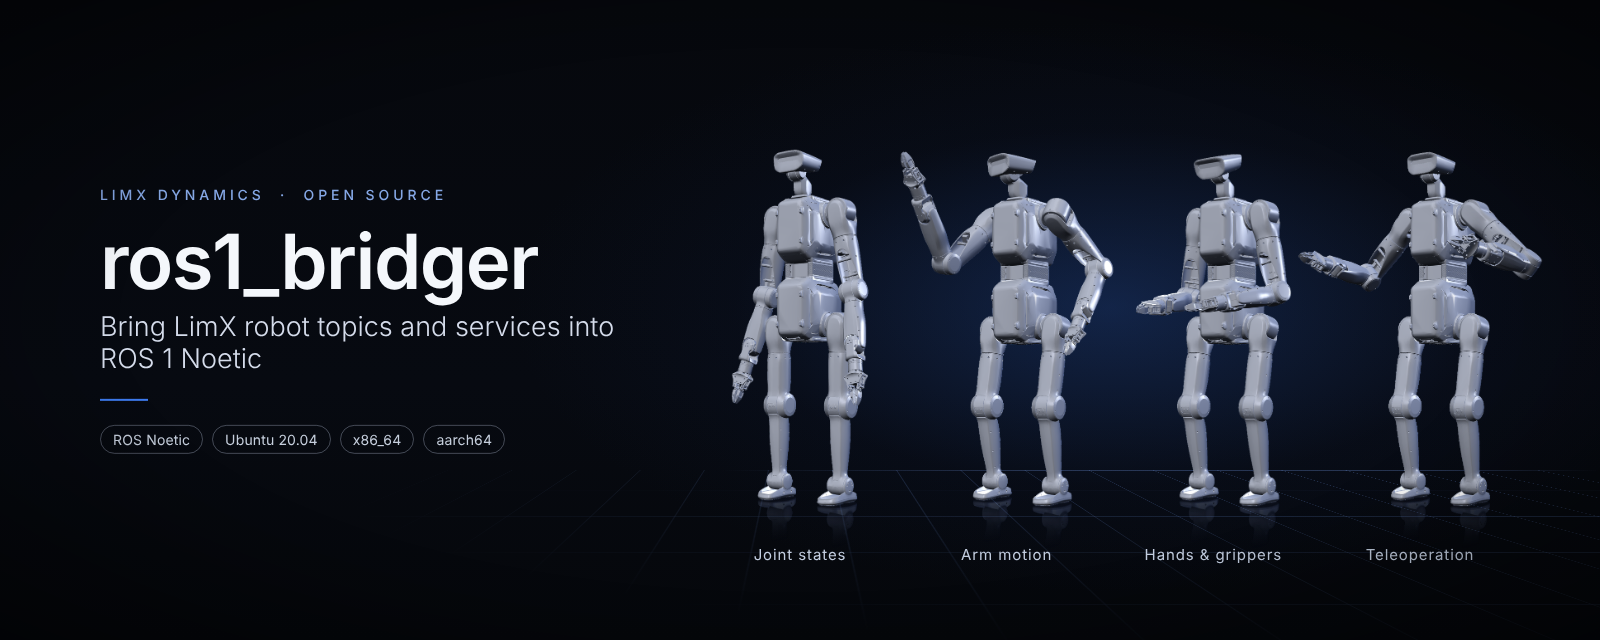 LIMX DYNAMICS · OPEN SOURCE
ros1_bridger
Bring LimX robot topics and services into
ROS 1 Noetic
ROS Noetic
Ubuntu 20.04
x86_64
aarch64
Joint states
Arm motion
Hands & grippers
Teleoperation